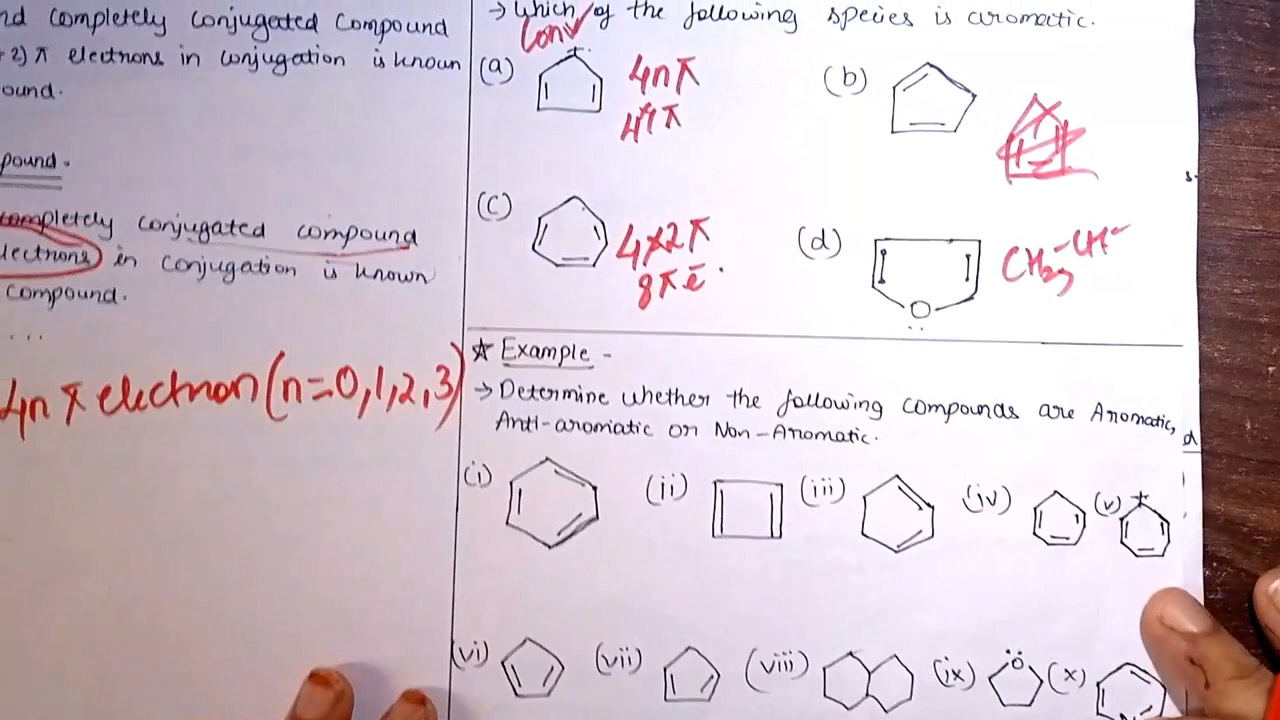 nd completely conjugated compound
+2) π electrons in conjugation is known
ound.
pound.
completely conjugated compound
lectrons in conjugation is known
compound.
...
4n π electron (n=0,1,2,3)
→ Which of the following species is aromatic.
(a)
+
4nπ
4*1π
(b)
(c)
4x2π
8πē
(d)
O
★ Example -
→ Determine whether the following compounds are Aromatic,
Anti-aromatic or Non-Aromatic.
(i)
(ii)
(iii)
(iv)
(v)
+
(vi)
(vii)
(viii)
(ix)
O
(x)
s.
d